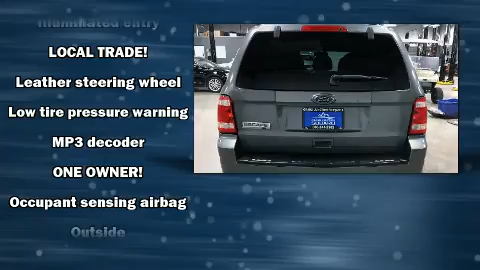 Illuminated entry
LOCAL TRADE!
Leather steering wheel
Low tire pressure warning
MP3 decoder
ONE OWNER!
Occupant sensing airbag
Outside
SUBARU